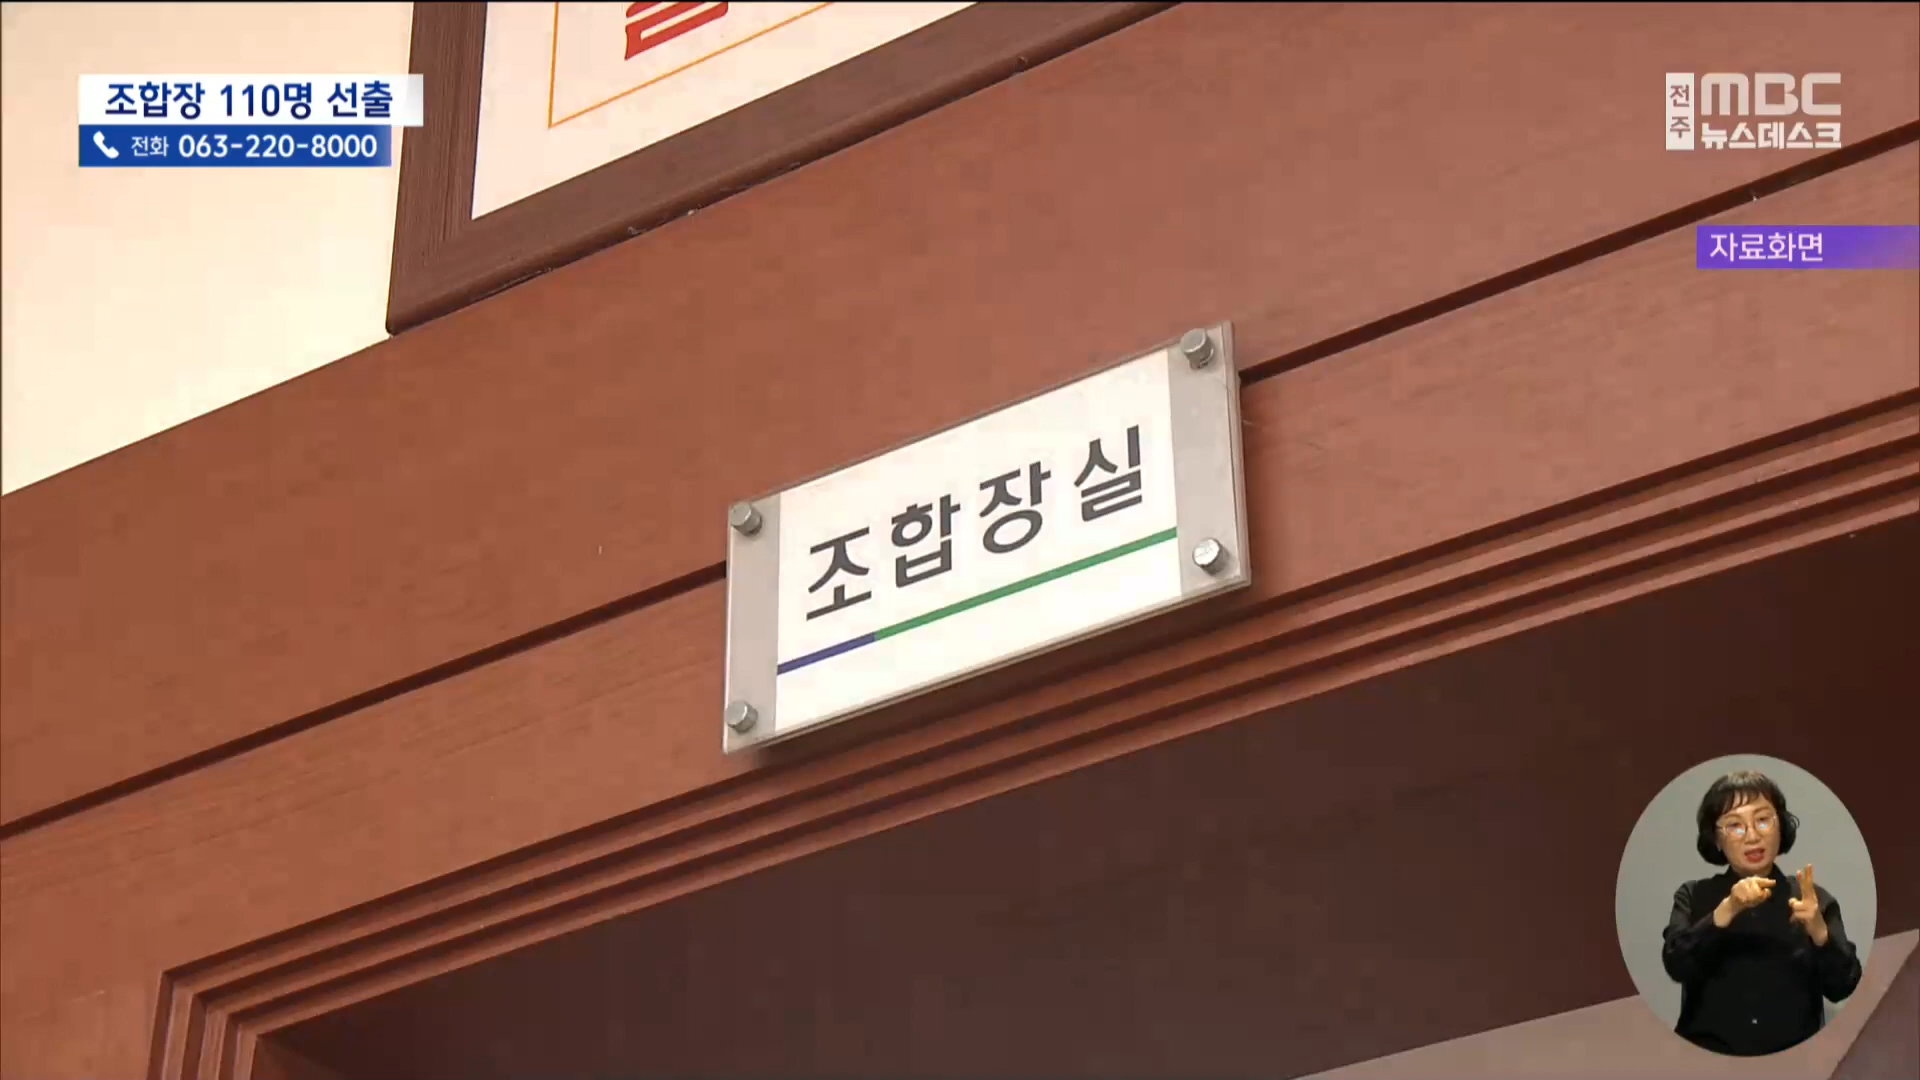 조합장 110명 선출
전화 063-220-8000
전주 MBC
뉴스데스크
자료화면
조합장실